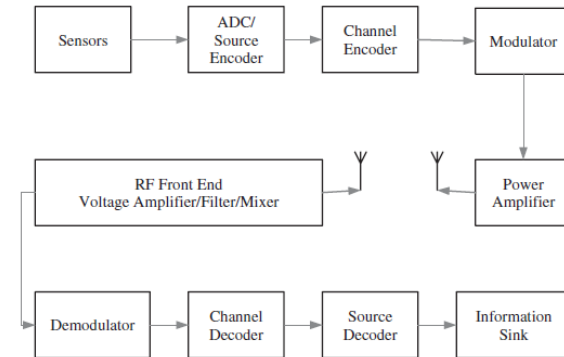 Sensors
ADC/
Source
Encoder
Channel
Encoder
Modulator
RF Front End
Voltage Amplifier/Filter/Mixer
Power
Amplifier
Demodulator
Channel
Decoder
Source
Decoder
Information
Sink